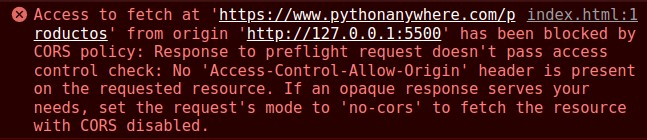 Access to fetch at 'https://www.pythonanywhere.com/p index.html:1
roductos' from origin 'http://127.0.0.1:5500' has been blocked by
CORS policy: Response to preflight request doesn't pass access
control check: No 'Access-Control-Allow-Origin' header is present
on the requested resource. If an opaque response serves your
needs, set the request's mode to 'no-cors' to fetch the resource
with CORS disabled.